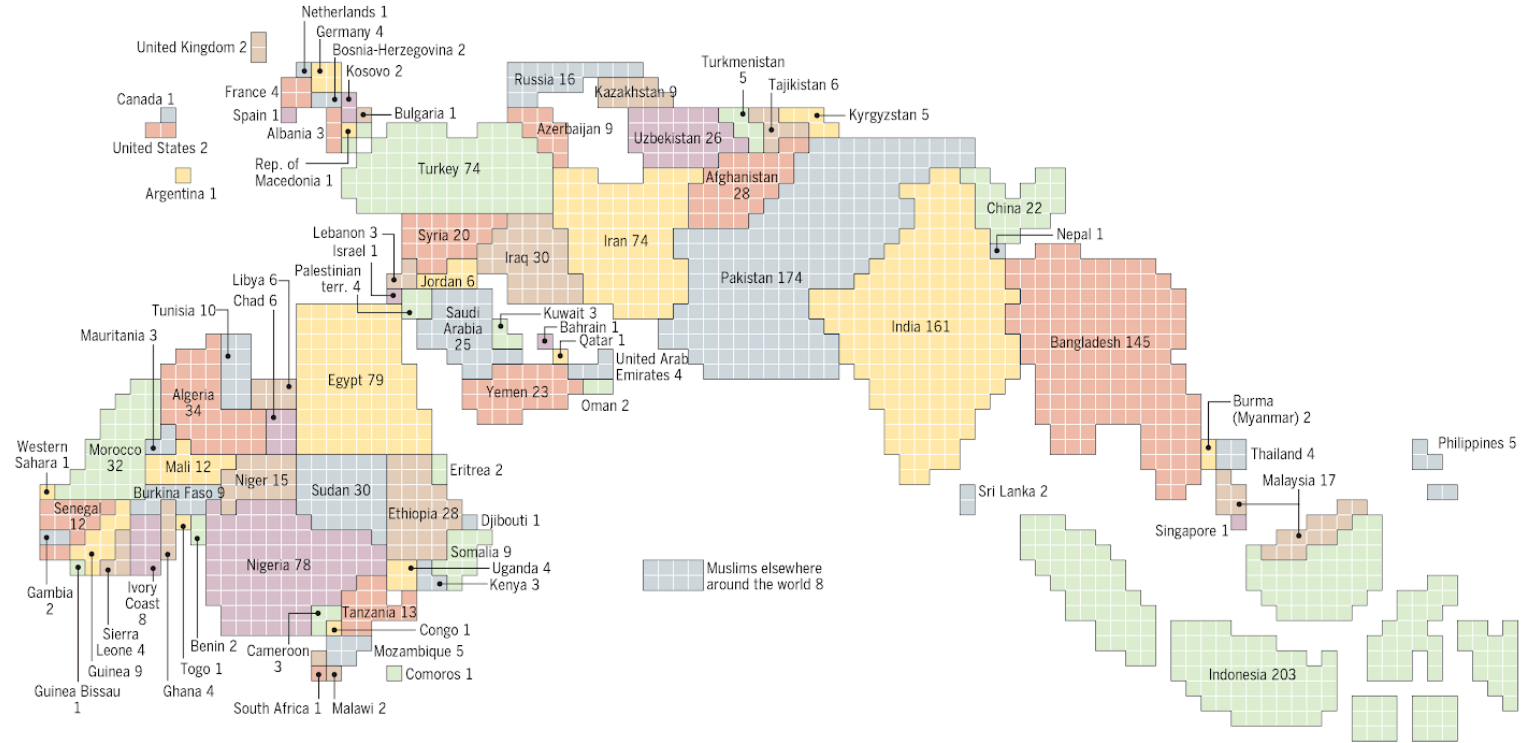 Netherlands 1
Germany 4
United Kingdom 2
Bosnia-Herzegovina 2
Kosovo 2
France 4
Canada 1
Spain 1
Bulgaria 1
Albania 3
United States 2
Rep. of
Macedonia 1
Argentina 1
Russia 16
Kazakhstan 9
Turkmenistan
5
Tajikistan 6
Kyrgyzstan 5
Azerbaijan 9
Uzbekistan 26
Turkey 74
Afghanistan
28
China 22
Nepal 1
Lebanon 3
Syria 20
Israel 1
Iraq 30
Iran 74
Pakistan 174
Palestinian
terr. 4
Jordan 6
Libya 6
Chad 6
Tunisia 10
Mauritania 3
Saudi
Arabia
25
Kuwait 3
Bahrain 1
Qatar 1
United Arab
Emirates 4
India 161
Bangladesh 145
Algeria
34
Egypt 79
Yemen 23
Oman 2
Burma
(Myanmar) 2
Western
Sahara 1
Morocco
32
Mali 12
Niger 15
Sudan 30
Eritrea 2
Thailand 4
Philippines 5
Burkina Faso 9
Senegal
12
Ethiopia 28
Djibouti 1
Sri Lanka 2
Malaysia 17
Singapore 1
Somalia 9
Nigeria 78
Uganda 4
Kenya 3
Muslims elsewhere
around the world 8
Gambia
2
Ivory
Coast
8
Tanzania 13
Sierra
Leone 4
Benin 2
Congo 1
Cameroon
3
Mozambique 5
Guinea 9
Togo 1
Comoros 1
Indonesia 203
Guinea Bissau
1
Ghana 4
South Africa 1
Malawi 2